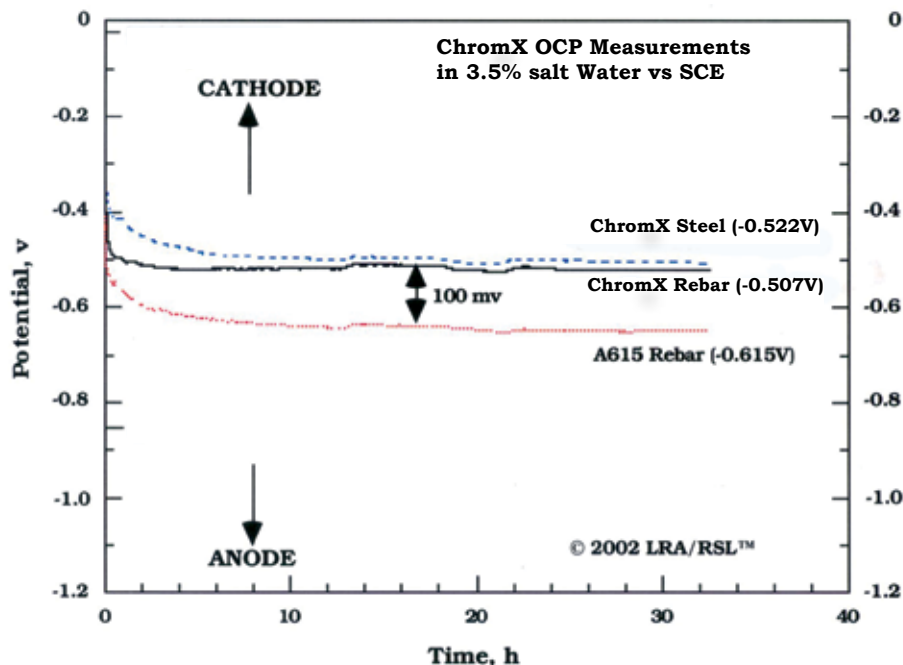 ChromX OCP Measurements
in 3.5% salt Water vs SCE
CATHODE
ChromX Steel (-0.522V)
ChromX Rebar (-0.507V)
100 mv
A615 Rebar (-0.615V)
ANODE
© 2002 LRA/RSL™
Potential, v
0
-0.2
-0.4
-0.6
-0.8
-1.0
-1.2
0
-0.2
-0.4
-0.6
-0.8
-1.0
-1.2
0 10 20 30 40
Time, h